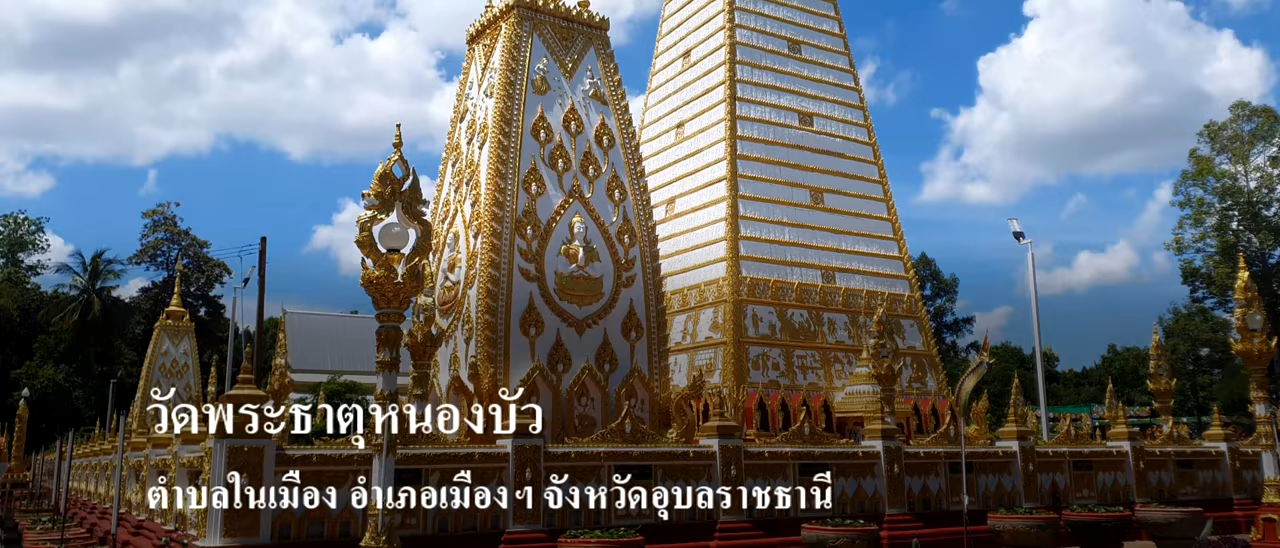 วัดพระธาตุหนองบัว
ตำบลในเมือง อำเภอเมืองฯ จังหวัดอุบลราชธานี